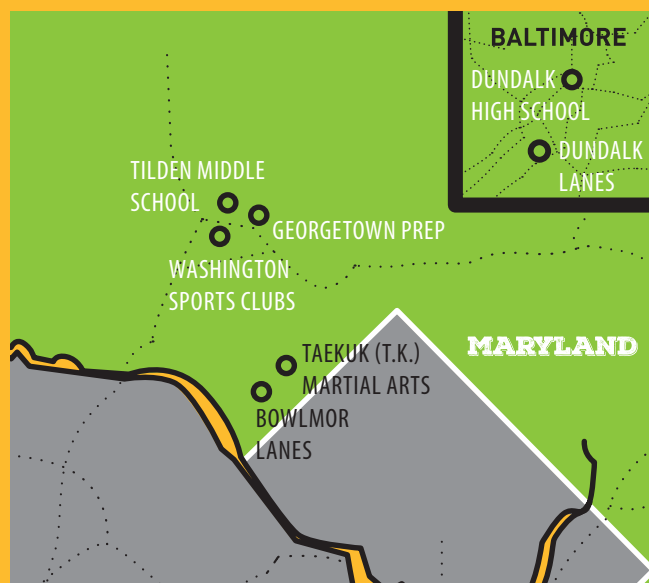 BALTIMORE
DUNDALK
HIGH SCHOOL
DUNDALK
LANES
TILDEN MIDDLE
SCHOOL
GEORGETOWN PREP
WASHINGTON
SPORTS CLUBS
MARYLAND
TAEKUK (T.K.)
MARTIAL ARTS
BOWLMOR
LANES